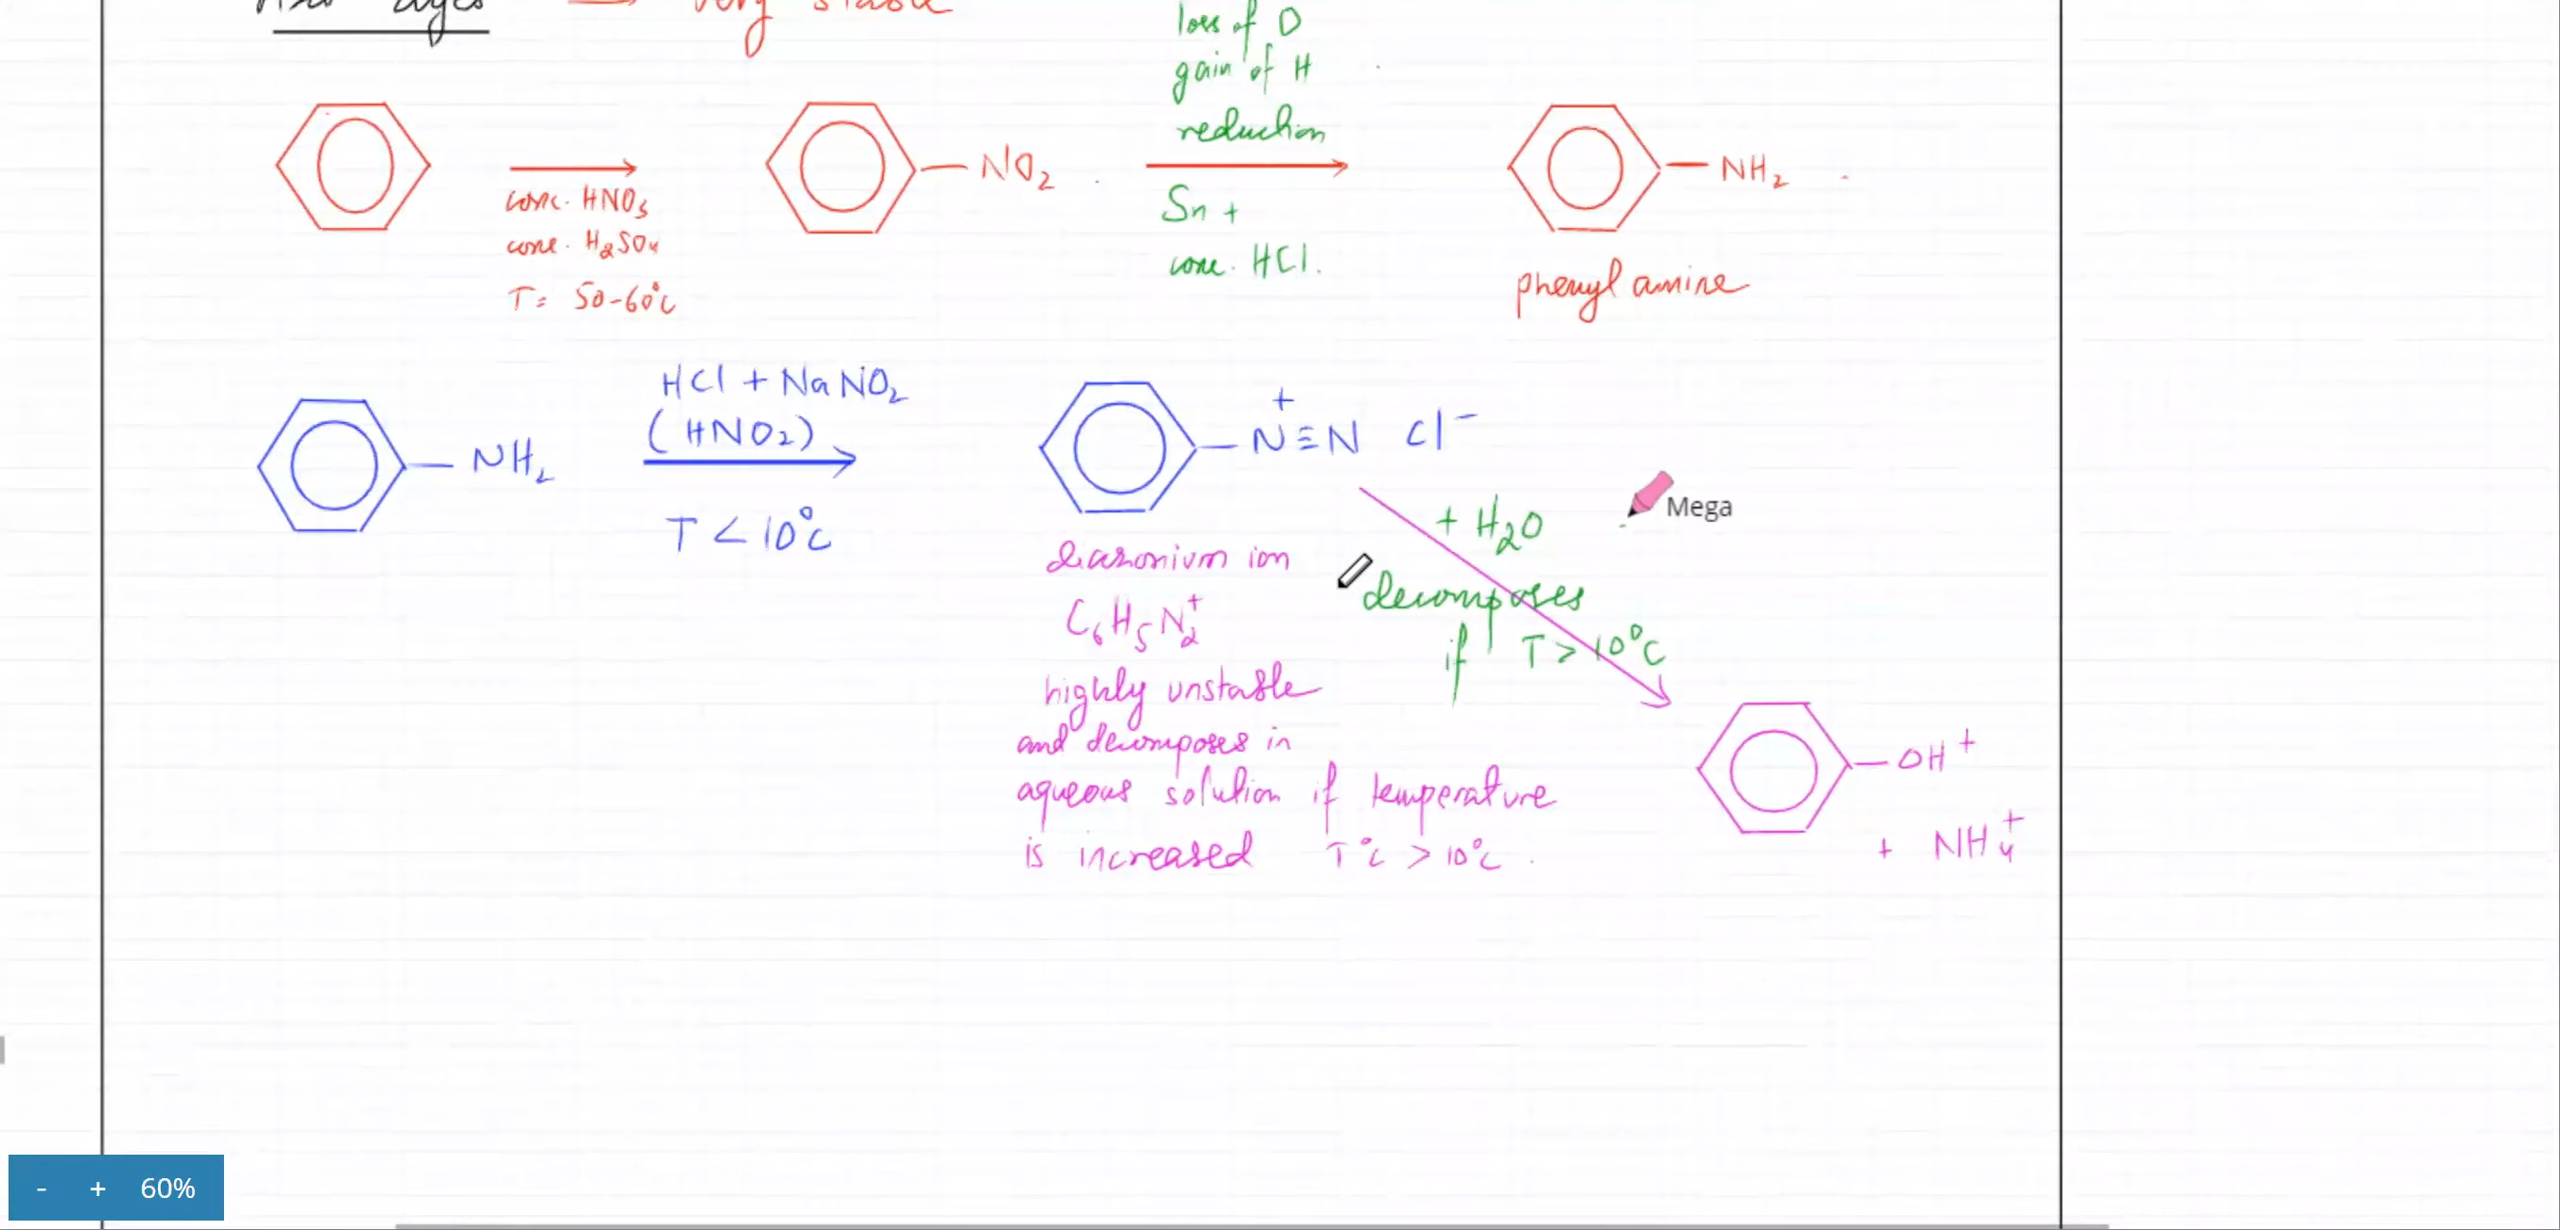 dyes → very stable
loss of O
gain of H
reduction
NO2
NH2
conc. HNO3
conc. H2SO4
T= 50-60°C
Sn +
conc. HCl.
phenyl amine
HCl + NaNO2
(HNO2)
NH2
T < 10°C
+
N≡N Cl⁻
+ H2O
Mega
diazonium ion
decomposes
C6H5N2⁺
if T > 10°C
highly unstable
and decomposes in
aqueous solution if temperature
is increased T°C > 10°C.
OH +
+ NH4⁺
- + 60%